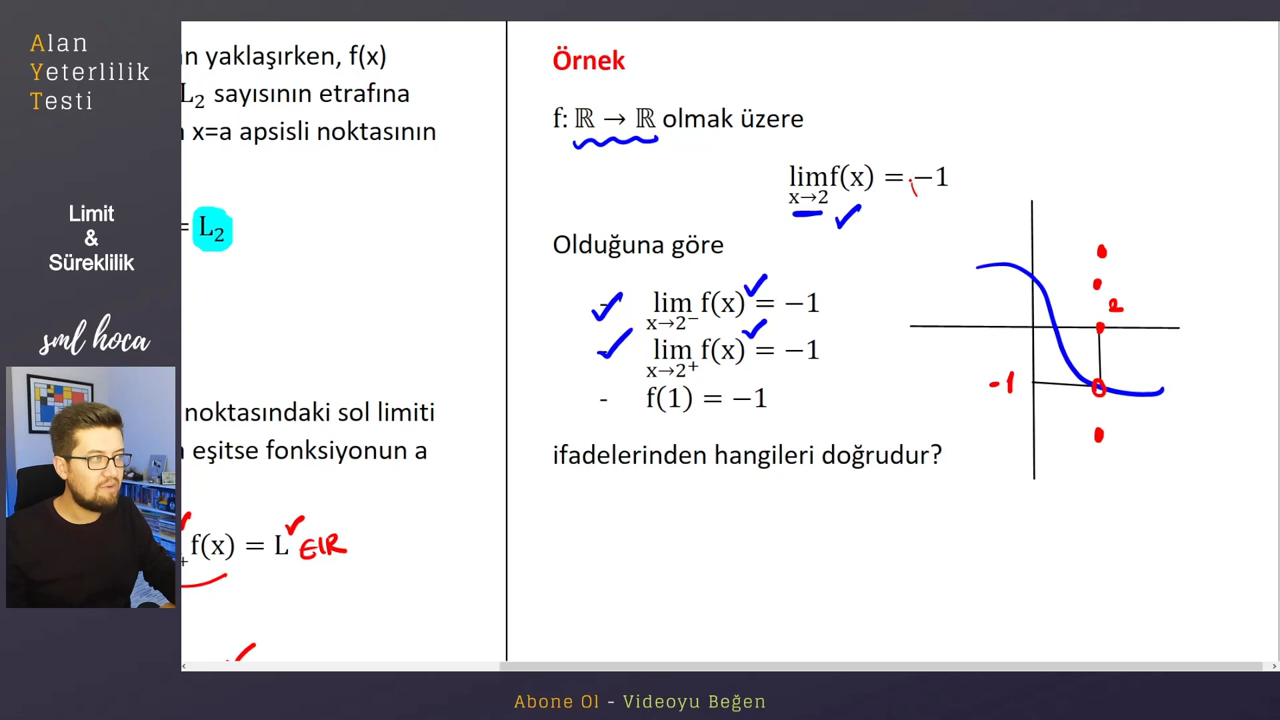 Alan
Yeterlilik
Testi
Limit
&
Süreklilik
sml hoca
n yaklaşırken, f(x)
L₂ sayısının etrafına
n x=a apsisli noktasının
= L₂
noktasındaki sol limiti
n eşitse fonksiyonun a
+ f(x) = L EIR
Örnek
f: ℝ → ℝ olmak üzere
lim f(x) = −1
x→2
Olduğuna göre
- lim f(x) = −1
x→2⁻
- lim f(x) = −1
x→2⁺
- f(1) = −1
ifadelerinden hangileri doğrudur?
2
-1
Abone Ol - Videoyu Beğen